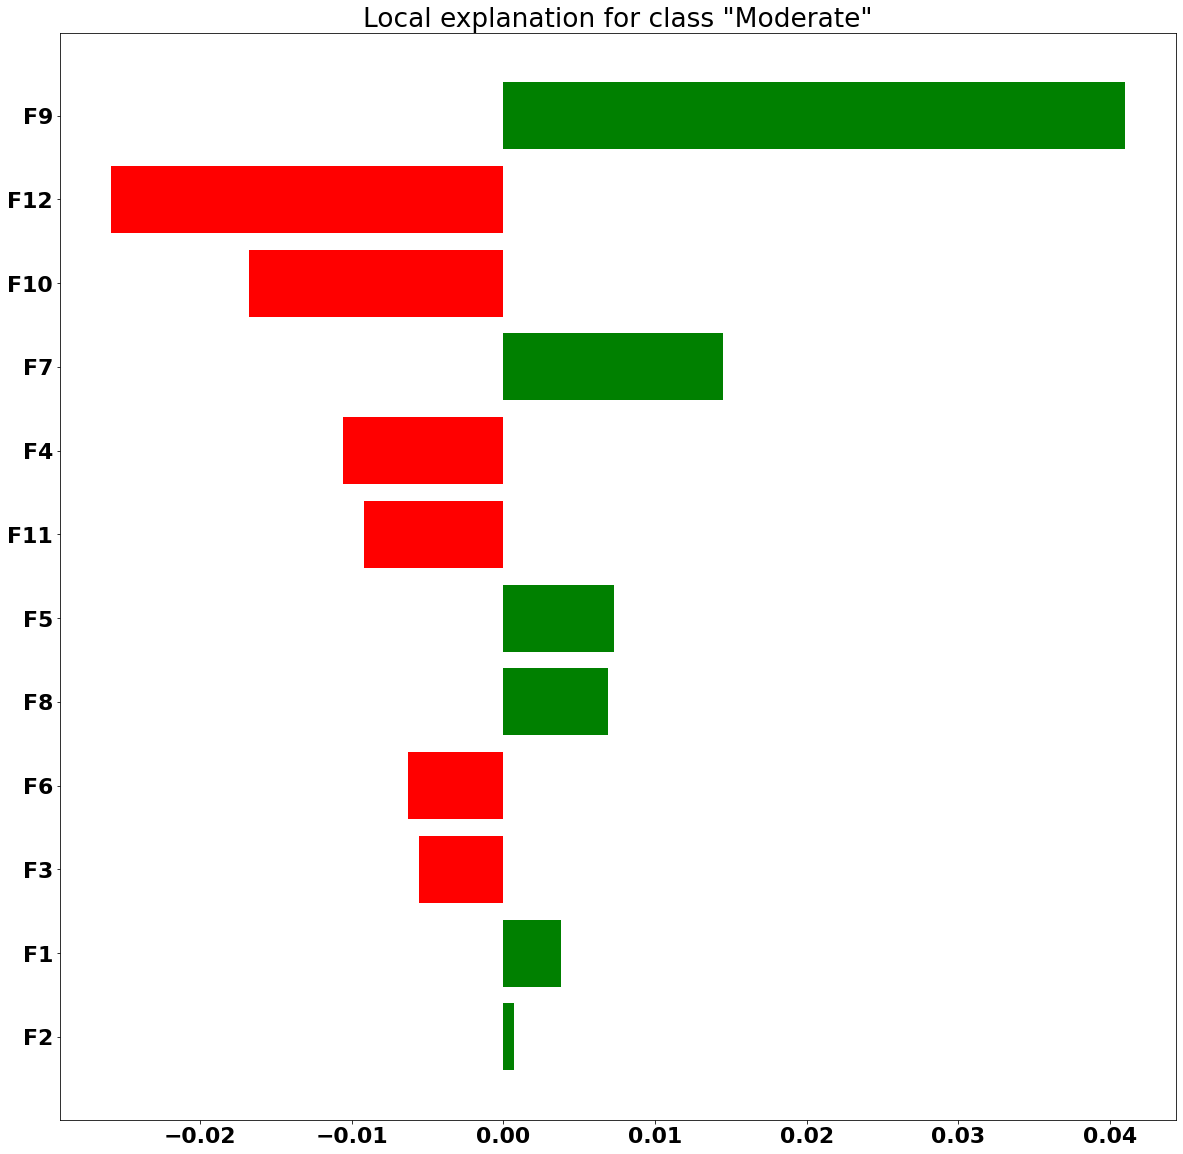 Local explanation for class "Moderate"
F9
F12
F10
F7
F4
F11
F5
F8
F6
F3
F1
F2
−0.02 −0.01 0.00 0.01 0.02 0.03 0.04